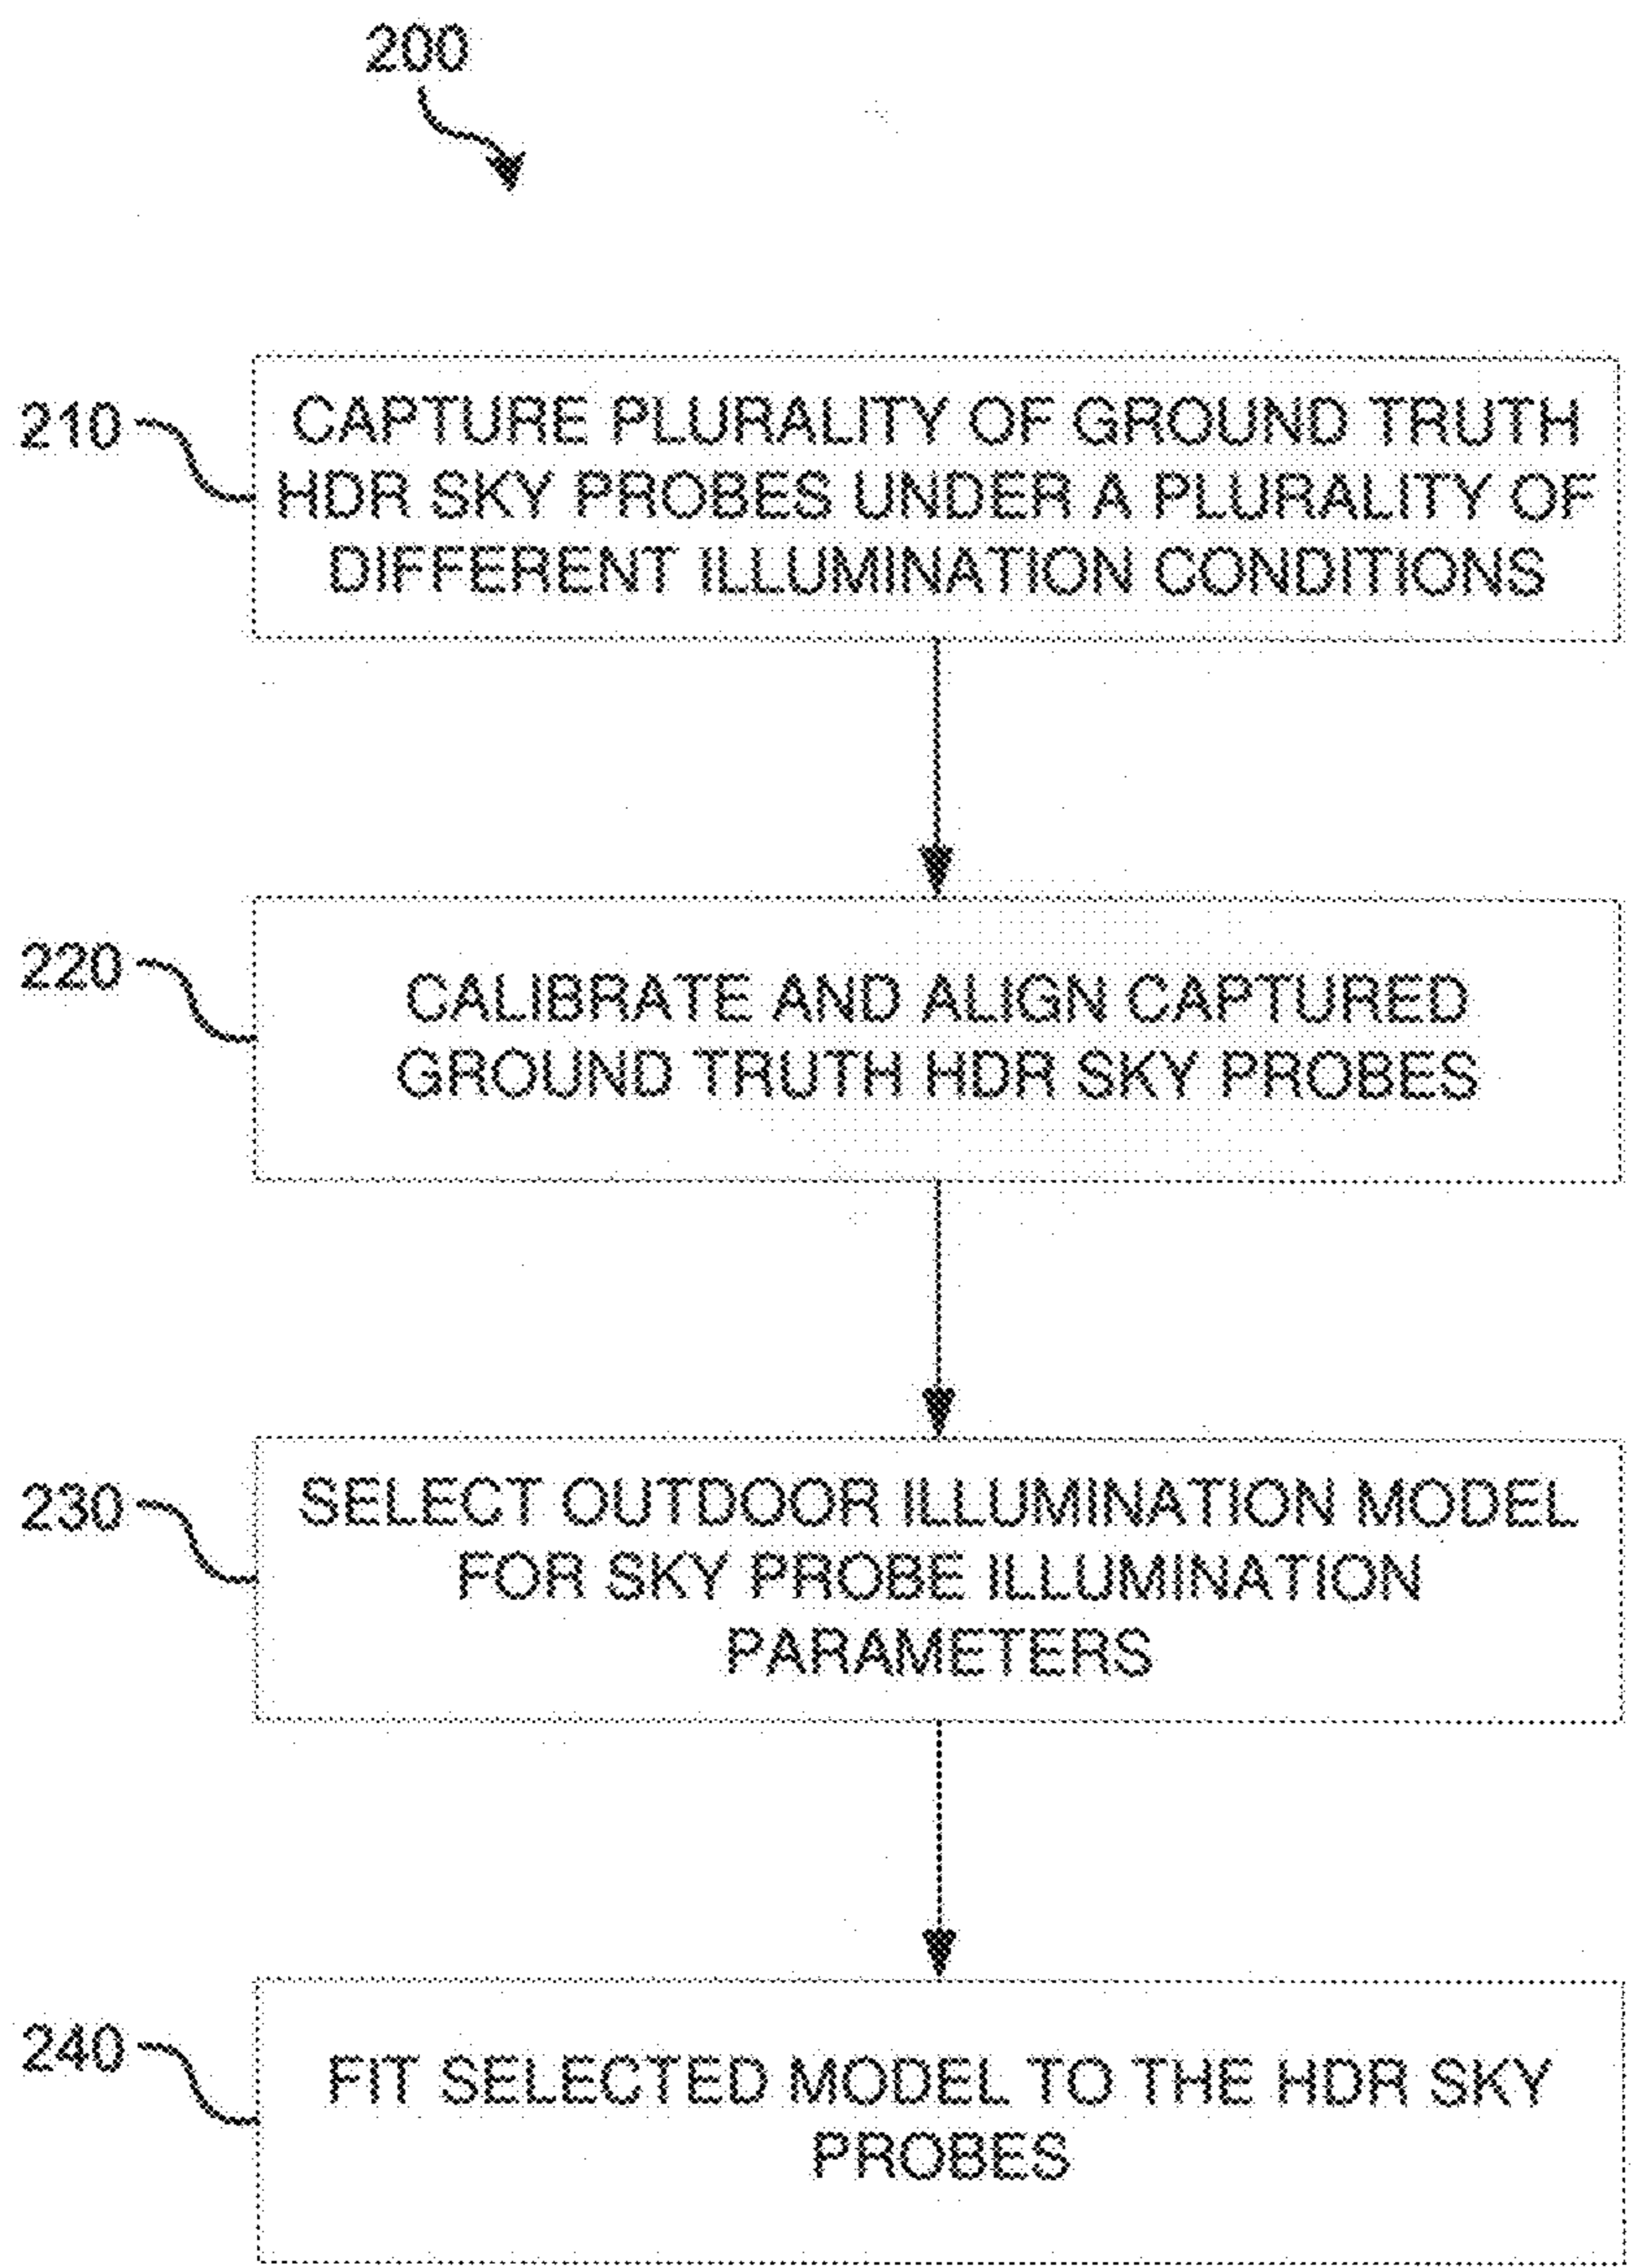 200
210
CAPTURE PLURALITY OF GROUND TRUTH
HDR SKY PROBES UNDER A PLURALITY OF
DIFFERENT ILLUMINATION CONDITIONS
220
CALIBRATE AND ALIGN CAPTURED
GROUND TRUTH HDR SKY PROBES
230
SELECT OUTDOOR ILLUMINATION MODEL
FOR SKY PROBE ILLUMINATION
PARAMETERS
240
FIT SELECTED MODEL TO THE HDR SKY
PROBES